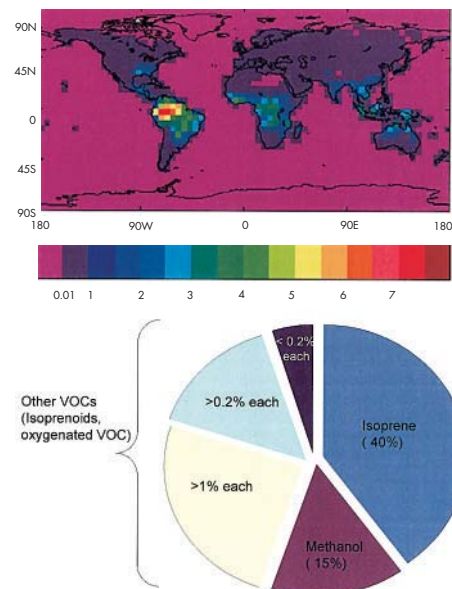 90N
45N
0
45S
90S
180 90W 0 90E 180
0.01 1 2 3 4 5 6 7
Other VOCs
(Isoprenoids,
oxygenated VOC)
< 0.2%
each
>0.2% each
>1% each
Isoprene
( 40%)
Methanol
( 15%)